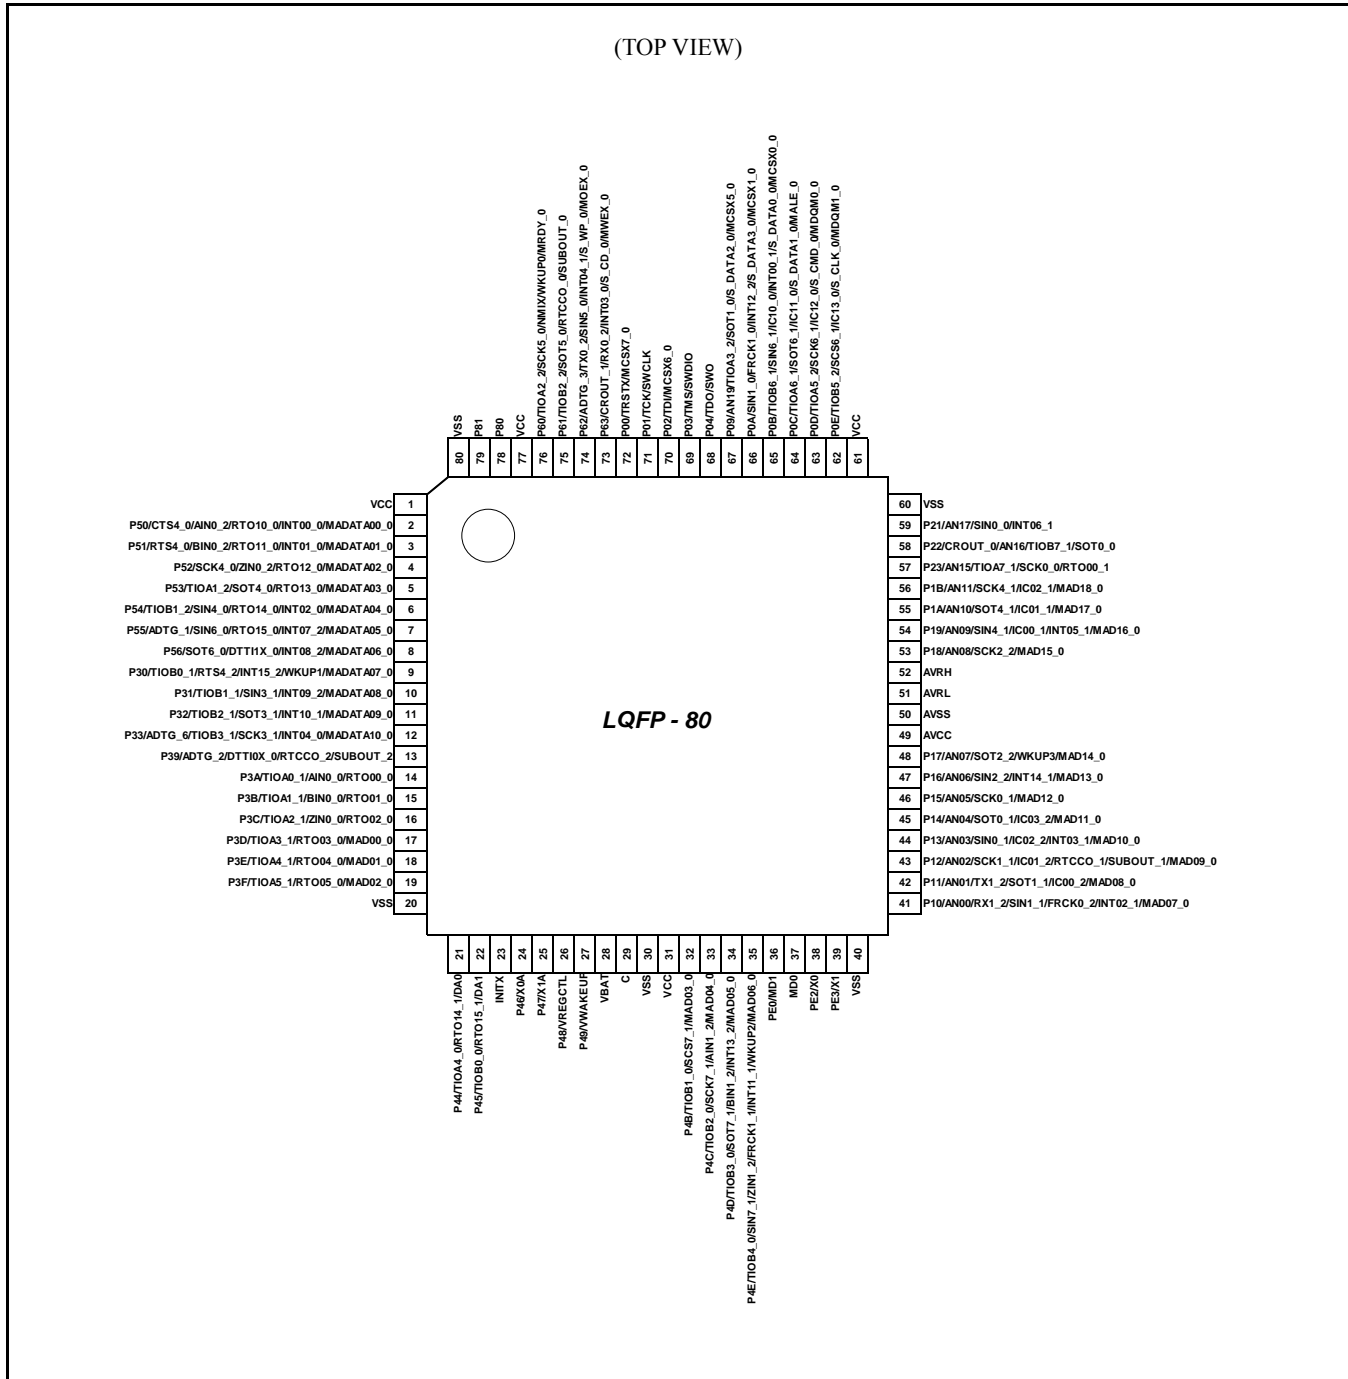 (TOP VIEW)
VSS
P81
P80
VCC
P60/TIOA2_2/SCK5_0/NMIX/WKUP0/MRDY_0
P61/TIOB2_2/SOT5_0/RTCCO_0/SUBOUT_0
P62/ADTG_3/TX0_2/SIN5_0/INT04_1/S_WP_0/MOEX_0
P63/CROUT_1/RX0_2/INT03_0/S_CD_0/MWEX_0
P00/TRSTX/MCSX7_0
P01/TCK/SWCLK
P02/TDI/MCSX6_0
P03/TMS/SWDIO
P04/TDO/SWO
P09/AN19/TIOA3_2/SOT1_0/S_DATA2_0/MCSX5_0
P0A/SIN1_0/FRCK1_0/INT12_2/S_DATA3_0/MCSX1_0
P0B/TIOB6_1/SIN6_1/IC10_0/INT00_1/S_DATA0_0/MCSX0_0
P0C/TIOA6_1/SOT6_1/IC11_0/S_DATA1_0/MALE_0
P0D/TIOA5_2/SCK6_1/IC12_0/S_CMD_0/MDQM0_0
P0E/TIOB5_2/SCS6_1/IC13_0/S_CLK_0/MDQM1_0
VCC
80 79 78 77 76 75 74 73 72 71 70 69 68 67 66 65 64 63 62 61
VCC 1
P50/CTS4_0/AIN0_2/RTO10_0/INT00_0/MADATA00_0 2
P51/RTS4_0/BIN0_2/RTO11_0/INT01_0/MADATA01_0 3
P52/SCK4_0/ZIN0_2/RTO12_0/MADATA02_0 4
P53/TIOA1_2/SOT4_0/RTO13_0/MADATA03_0 5
P54/TIOB1_2/SIN4_0/RTO14_0/INT02_0/MADATA04_0 6
P55/ADTG_1/SIN6_0/RTO15_0/INT07_2/MADATA05_0 7
P56/SOT6_0/DTTI1X_0/INT08_2/MADATA06_0 8
P30/TIOB0_1/RTS4_2/INT15_2/WKUP1/MADATA07_0 9
P31/TIOB1_1/SIN3_1/INT09_2/MADATA08_0 10
P32/TIOB2_1/SOT3_1/INT10_1/MADATA09_0 11
P33/ADTG_6/TIOB3_1/SCK3_1/INT04_0/MADATA10_0 12
P39/ADTG_2/DTTI0X_0/RTCCO_2/SUBOUT_2 13
P3A/TIOA0_1/AIN0_0/RTO00_0 14
P3B/TIOA1_1/BIN0_0/RTO01_0 15
P3C/TIOA2_1/ZIN0_0/RTO02_0 16
P3D/TIOA3_1/RTO03_0/MAD00_0 17
P3E/TIOA4_1/RTO04_0/MAD01_0 18
P3F/TIOA5_1/RTO05_0/MAD02_0 19
VSS 20
LQFP - 80
60 VSS
59 P21/AN17/SIN0_0/INT06_1
58 P22/CROUT_0/AN16/TIOB7_1/SOT0_0
57 P23/AN15/TIOA7_1/SCK0_0/RTO00_1
56 P1B/AN11/SCK4_1/IC02_1/MAD18_0
55 P1A/AN10/SOT4_1/IC01_1/MAD17_0
54 P19/AN09/SIN4_1/IC00_1/INT05_1/MAD16_0
53 P18/AN08/SCK2_2/MAD15_0
52 AVRH
51 AVRL
50 AVSS
49 AVCC
48 P17/AN07/SOT2_2/WKUP3/MAD14_0
47 P16/AN06/SIN2_2/INT14_1/MAD13_0
46 P15/AN05/SCK0_1/MAD12_0
45 P14/AN04/SOT0_1/IC03_2/MAD11_0
44 P13/AN03/SIN0_1/IC02_2/INT03_1/MAD10_0
43 P12/AN02/SCK1_1/IC01_2/RTCCO_1/SUBOUT_1/MAD09_0
42 P11/AN01/TX1_2/SOT1_1/IC00_2/MAD08_0
41 P10/AN00/RX1_2/SIN1_1/FRCK0_2/INT02_1/MAD07_0
21 22 23 24 25 26 27 28 29 30 31 32 33 34 35 36 37 38 39 40
P44/TIOA4_0/RTO14_1/DA0
P45/TIOB0_0/RTO15_1/DA1
INITX
P46/X0A
P47/X1A
P48/VREGCTL
P49/VWAKEUP
VBAT
C
VSS
VCC
P4B/TIOB1_0/SCS7_1/MAD03_0
P4C/TIOB2_0/SCK7_1/AIN1_2/MAD04_0
P4D/TIOB3_0/SOT7_1/BIN1_2/INT13_2/MAD05_0
P4E/TIOB4_0/SIN7_1/ZIN1_2/FRCK1_1/INT11_1/WKUP2/MAD06_0
PE0/MD1
MD0
PE2/X0
PE3/X1
VSS